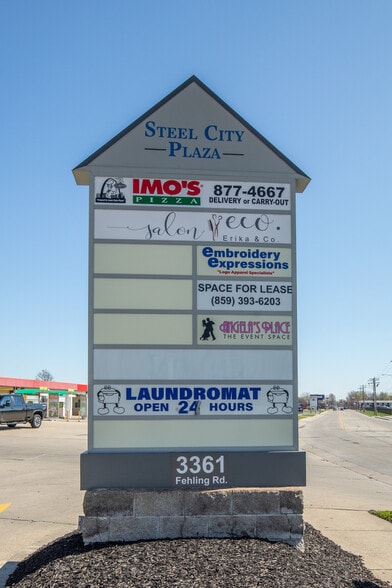 STEEL CITY
PLAZA
IMO'S
PIZZA
877-4667
DELIVERY or CARRY-OUT
salon eco.
Erika & Co.
embroidery
expressions
"Logo Apparel Specialists"
SPACE FOR LEASE
(859) 393-6203
ANGELA'S PLACE
THE EVENT SPACE
LAUNDROMAT
OPEN 24 HOURS
3361
Fehling Rd.